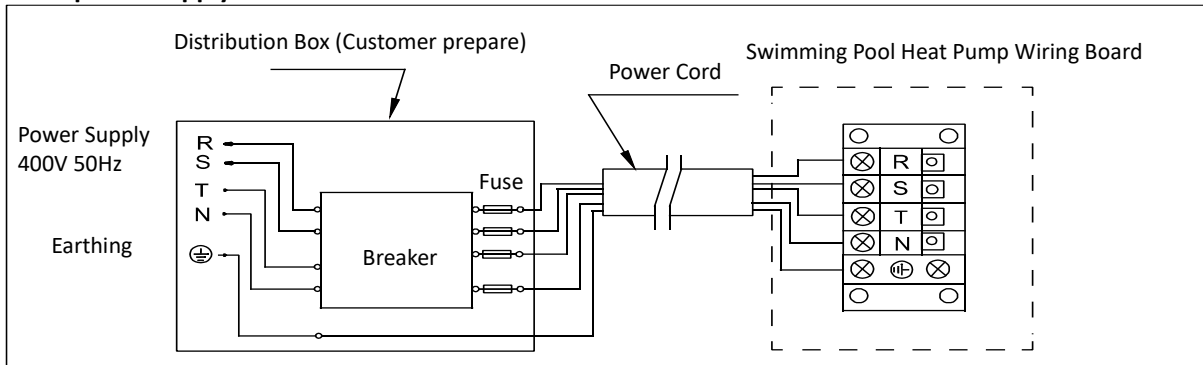 Distribution Box (Customer prepare)
Swimming Pool Heat Pump Wiring Board
Power Cord
Power Supply
400V 50Hz
R
S
T
N
Earthing
Fuse
Breaker
R
S
T
N